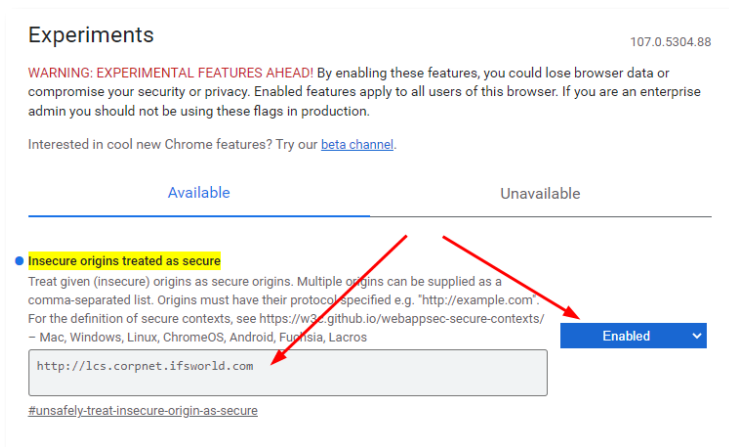 Experiments
107.0.5304.88
WARNING: EXPERIMENTAL FEATURES AHEAD! By enabling these features, you could lose browser data or
compromise your security or privacy. Enabled features apply to all users of this browser. If you are an enterprise
admin you should not be using these flags in production.
Interested in cool new Chrome features? Try our beta channel.
Available
Unavailable
Insecure origins treated as secure
Treat given (insecure) origins as secure origins. Multiple origins can be supplied as a
comma-separated list. Origins must have their protocol specified e.g. "http://example.com".
For the definition of secure contexts, see https://w3c.github.io/webappsec-secure-contexts/
– Mac, Windows, Linux, ChromeOS, Android, Fuchsia, Lacros
Enabled
http://lcs.corpnet.ifsworld.com
#unsafely-treat-insecure-origin-as-secure